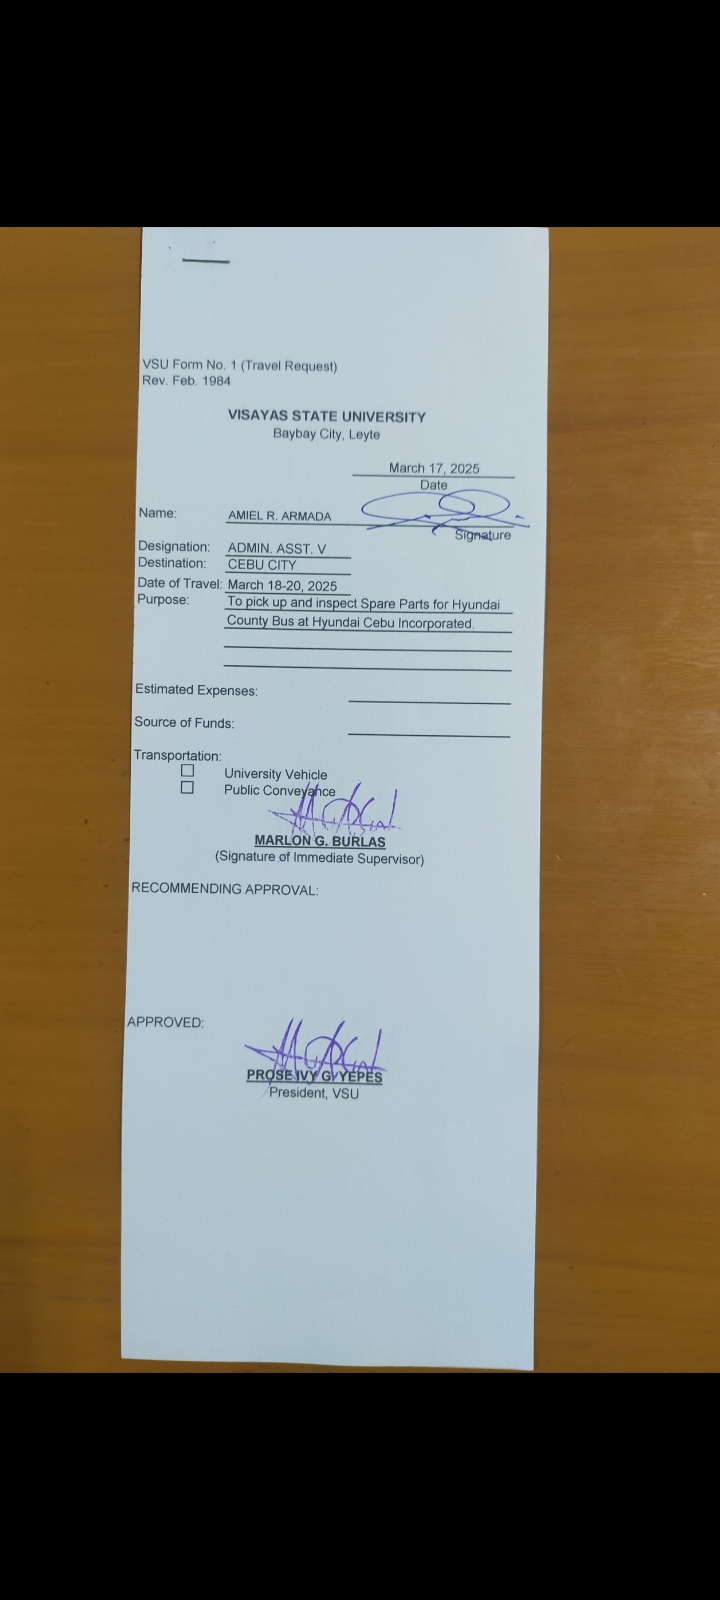 VSU Form No. 1 (Travel Request)
Rev. Feb. 1984
VISAYAS STATE UNIVERSITY
Baybay City, Leyte
March 17, 2025
Date
Name: AMIEL R. ARMADA
Signature
Designation: ADMIN. ASST. V
Destination: CEBU CITY
Date of Travel: March 18-20, 2025
Purpose: To pick up and inspect Spare Parts for Hyundai
County Bus at Hyundai Cebu Incorporated.
Estimated Expenses:
Source of Funds:
Transportation:
University Vehicle
Public Conveyance
MARLON G. BURLAS
(Signature of Immediate Supervisor)
RECOMMENDING APPROVAL:
APPROVED:
PROSE IVY G. YEPES
President, VSU